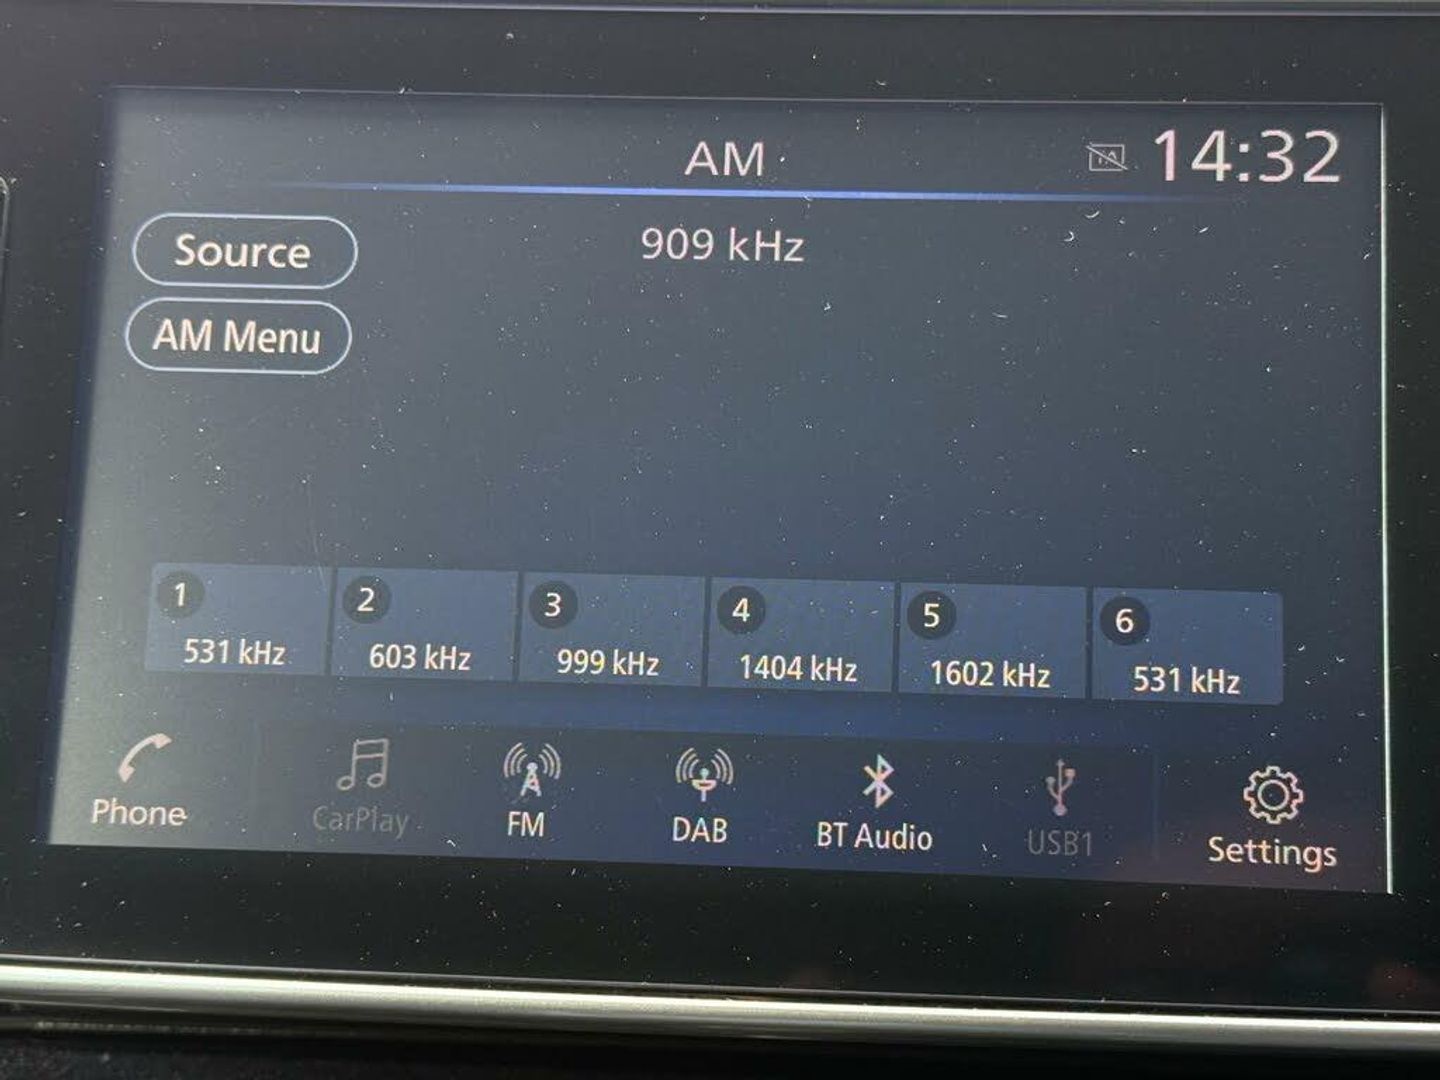 AM
TA 14:32
Source
909 kHz
AM Menu
1 2 3 4 5 6
531 kHz 603 kHz 999 kHz 1404 kHz 1602 kHz 531 kHz
Phone CarPlay FM DAB BT Audio USB1 Settings